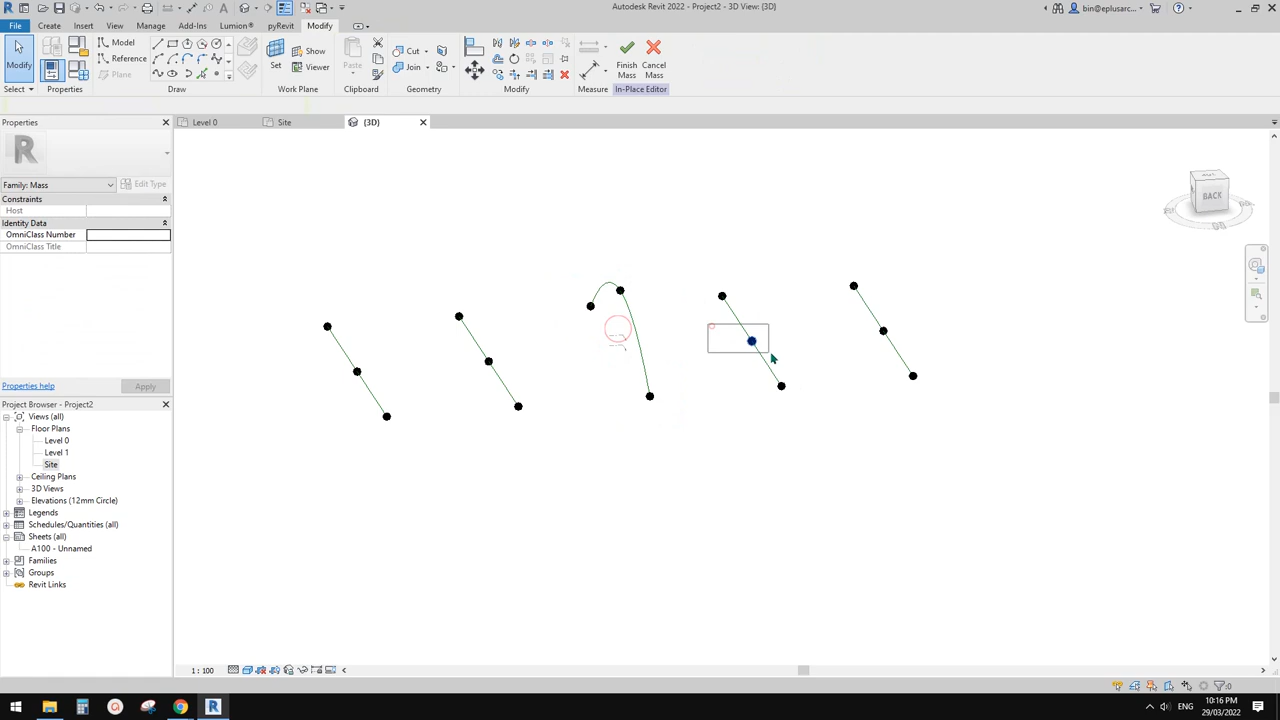 Autodesk Revit 2022 - Project2 - 3D View: {3D}
bin@eplusarc...
File Create Insert View Manage Add-Ins Lumion® pyRevit Modify
Modify
Model
Reference
Plane
Set
Show
Viewer
Paste
Cut
Join
Finish Mass
Cancel Mass
Select Properties Draw Work Plane Clipboard Geometry Modify Measure In-Place Editor
Level 0 Site {3D}
Properties
Family: Mass Edit Type
Constraints
Host
Identity Data
OmniClass Number
OmniClass Title
Properties help Apply
Project Browser - Project2
Views (all)
Floor Plans
Level 0
Level 1
Site
Ceiling Plans
3D Views
Elevations (12mm Circle)
Legends
Schedules/Quantities (all)
Sheets (all)
A100 - Unnamed
Families
Groups
Revit Links
BACK
1 : 100
:0
ENG
10:16 PM
29/03/2022